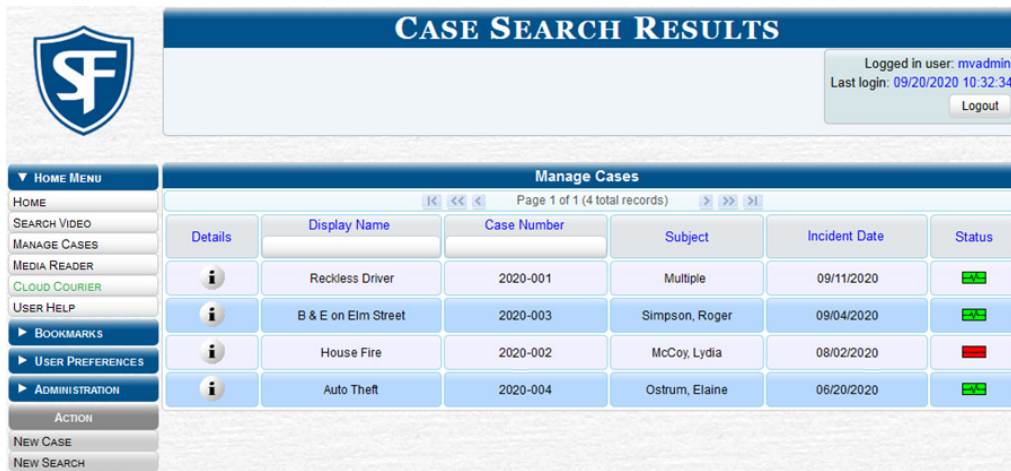 SF
CASE SEARCH RESULTS
Logged in user: mvadmin
Last login: 09/20/2020 10:32:34
Logout
▼ HOME MENU
HOME
SEARCH VIDEO
MANAGE CASES
MEDIA READER
CLOUD COURIER
USER HELP
► BOOKMARKS
► USER PREFERENCES
► ADMINISTRATION
ACTION
NEW CASE
NEW SEARCH
Manage Cases
Page 1 of 1 (4 total records)
Details Display Name Case Number Subject Incident Date Status
i Reckless Driver 2020-001 Multiple 09/11/2020
i B & E on Elm Street 2020-003 Simpson, Roger 09/04/2020
i House Fire 2020-002 McCoy, Lydia 08/02/2020
i Auto Theft 2020-004 Ostrum, Elaine 06/20/2020